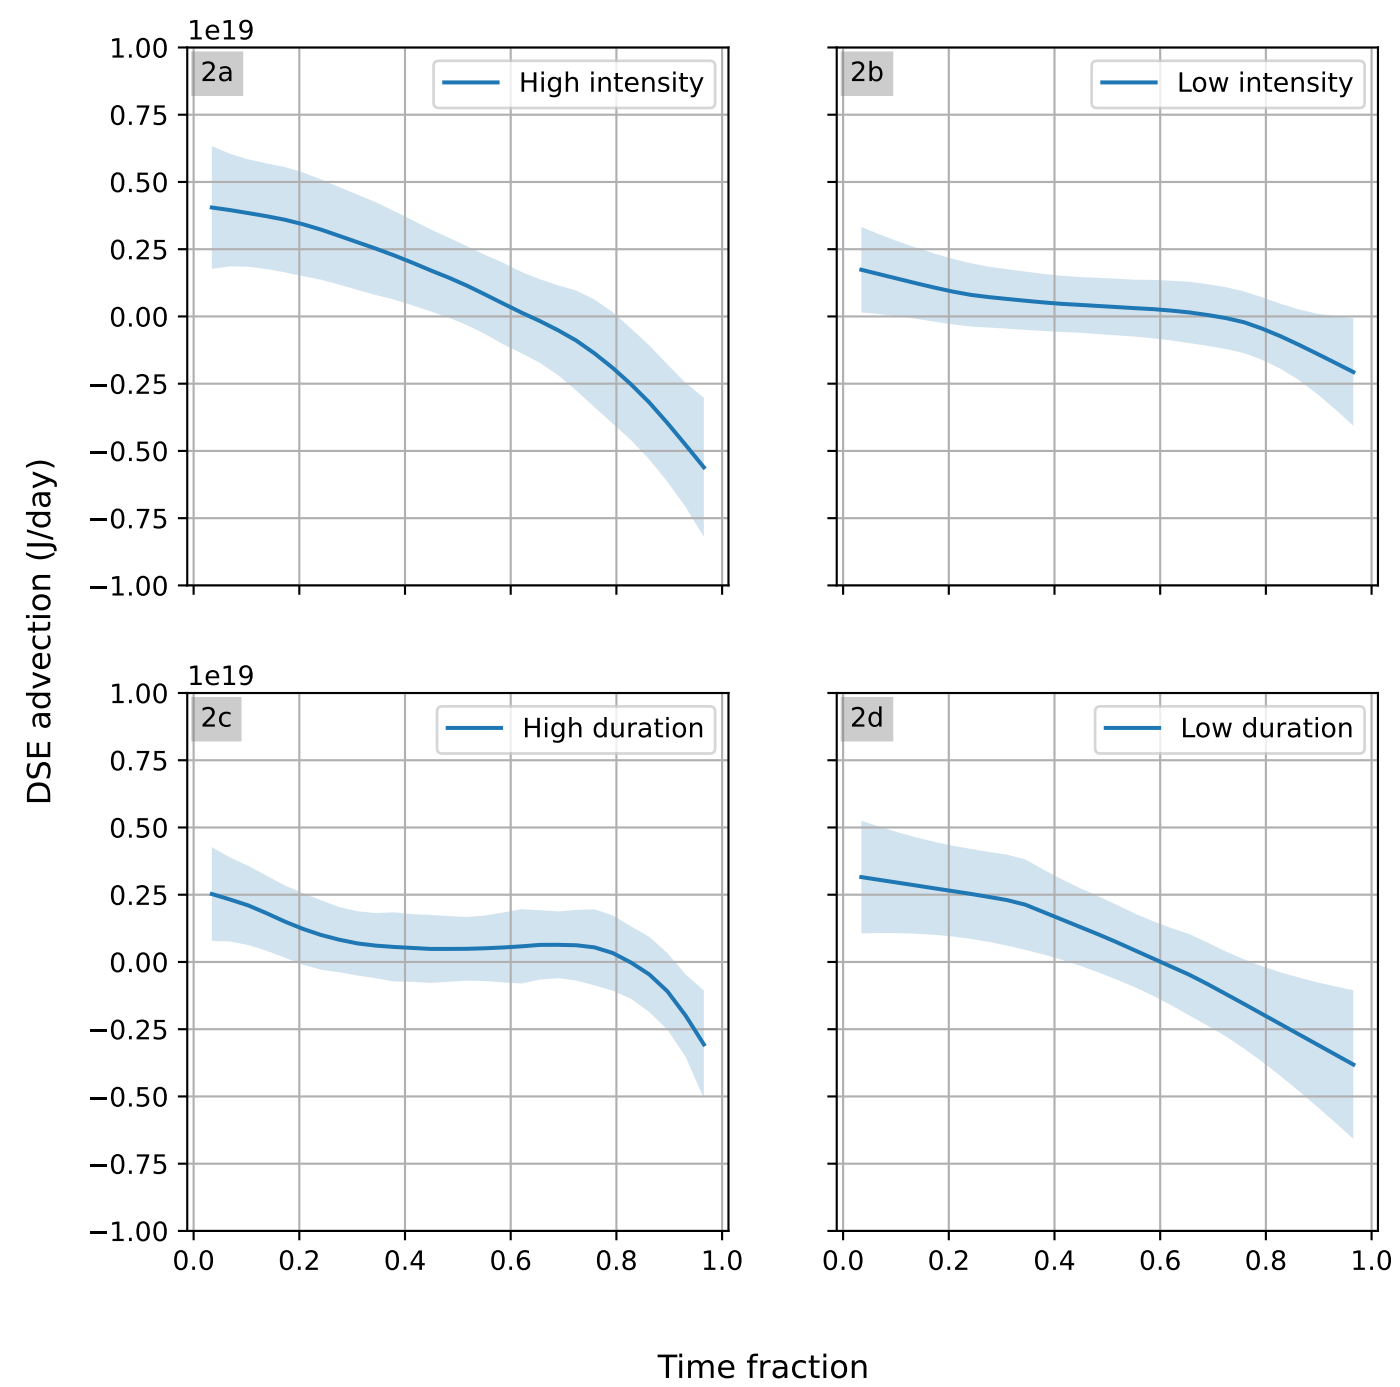 1e19
1.00
0.75
0.50
0.25
0.00
−0.25
−0.50
−0.75
−1.00
2a
High intensity
2b
Low intensity
DSE advection (J/day)
1e19
1.00
0.75
0.50
0.25
0.00
−0.25
−0.50
−0.75
−1.00
2c
High duration
2d
Low duration
0.0 0.2 0.4 0.6 0.8 1.0
0.0 0.2 0.4 0.6 0.8 1.0
Time fraction